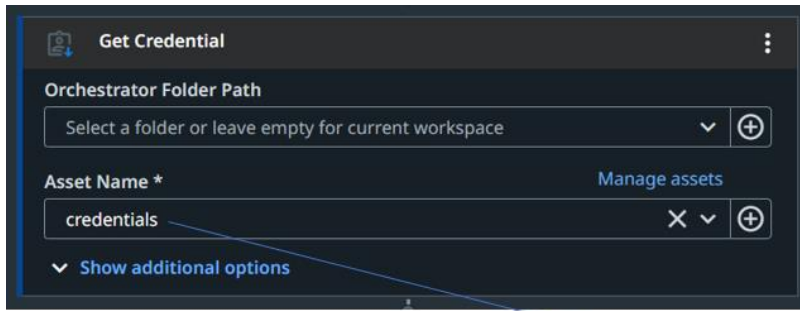 Get Credential
Orchestrator Folder Path
Select a folder or leave empty for current workspace
Asset Name * Manage assets
credentials
Show additional options